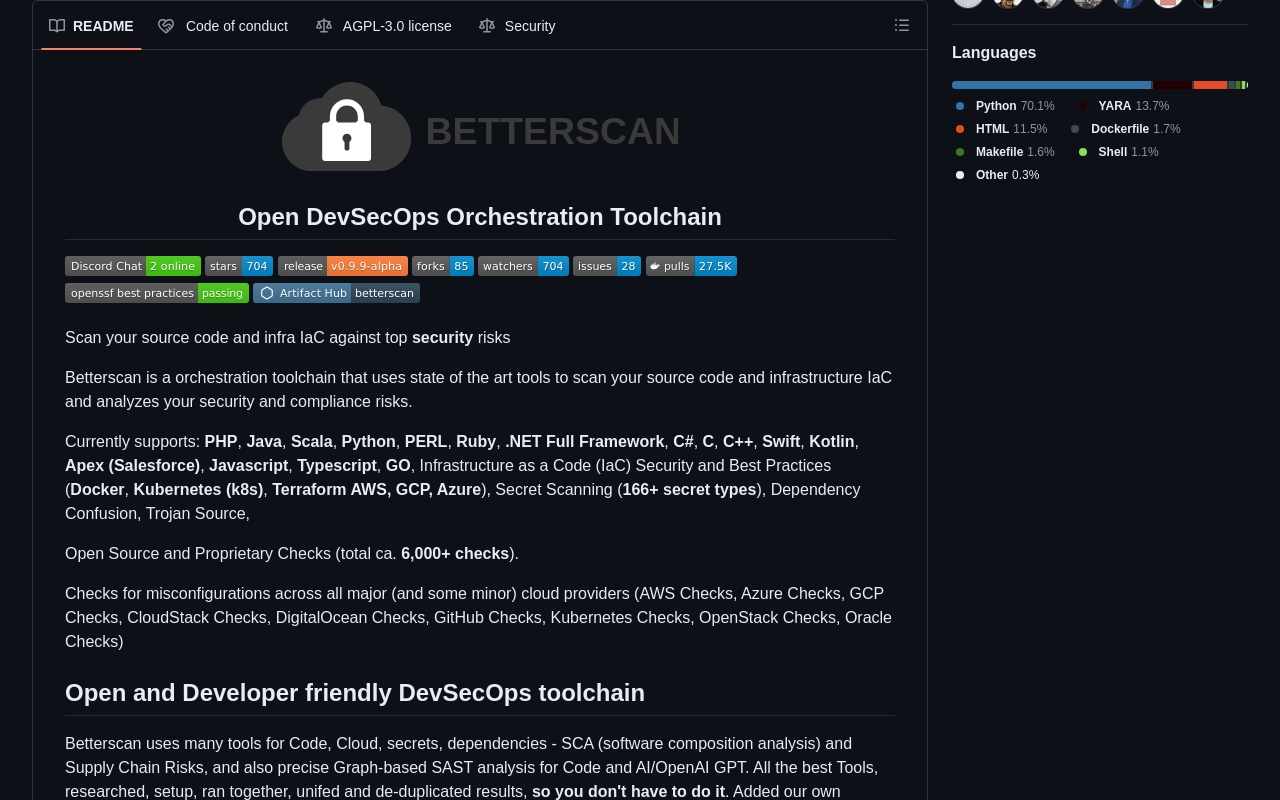 README
Code of conduct
AGPL-3.0 license
Security
BETTERSCAN
Open DevSecOps Orchestration Toolchain
Discord Chat 2 online stars 704 release v0.9.9-alpha forks 85 watchers 704 issues 28 pulls 27.5K
openssf best practices passing Artifact Hub betterscan
Scan your source code and infra IaC against top security risks
Betterscan is a orchestration toolchain that uses state of the art tools to scan your source code and infrastructure IaC
and analyzes your security and compliance risks.
Currently supports: PHP, Java, Scala, Python, PERL, Ruby, .NET Full Framework, C#, C, C++, Swift, Kotlin,
Apex (Salesforce), Javascript, Typescript, GO, Infrastructure as a Code (IaC) Security and Best Practices
(Docker, Kubernetes (k8s), Terraform AWS, GCP, Azure), Secret Scanning (166+ secret types), Dependency
Confusion, Trojan Source,
Open Source and Proprietary Checks (total ca. 6,000+ checks).
Checks for misconfigurations across all major (and some minor) cloud providers (AWS Checks, Azure Checks, GCP
Checks, CloudStack Checks, DigitalOcean Checks, GitHub Checks, Kubernetes Checks, OpenStack Checks, Oracle
Checks)
Open and Developer friendly DevSecOps toolchain
Betterscan uses many tools for Code, Cloud, secrets, dependencies - SCA (software composition analysis) and
Supply Chain Risks, and also precise Graph-based SAST analysis for Code and AI/OpenAI GPT. All the best Tools,
researched, setup, ran together, unifed and de-duplicated results, so you don't have to do it. Added our own
Languages
Python 70.1%
YARA 13.7%
HTML 11.5%
Dockerfile 1.7%
Makefile 1.6%
Shell 1.1%
Other 0.3%